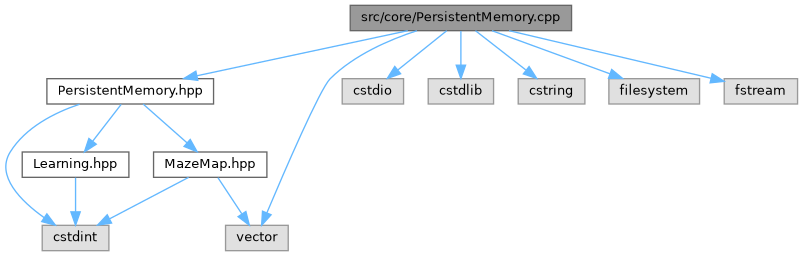 src/core/PersistentMemory.cpp
PersistentMemory.hpp
cstdio
cstdlib
cstring
filesystem
fstream
Learning.hpp
MazeMap.hpp
cstdint
vector